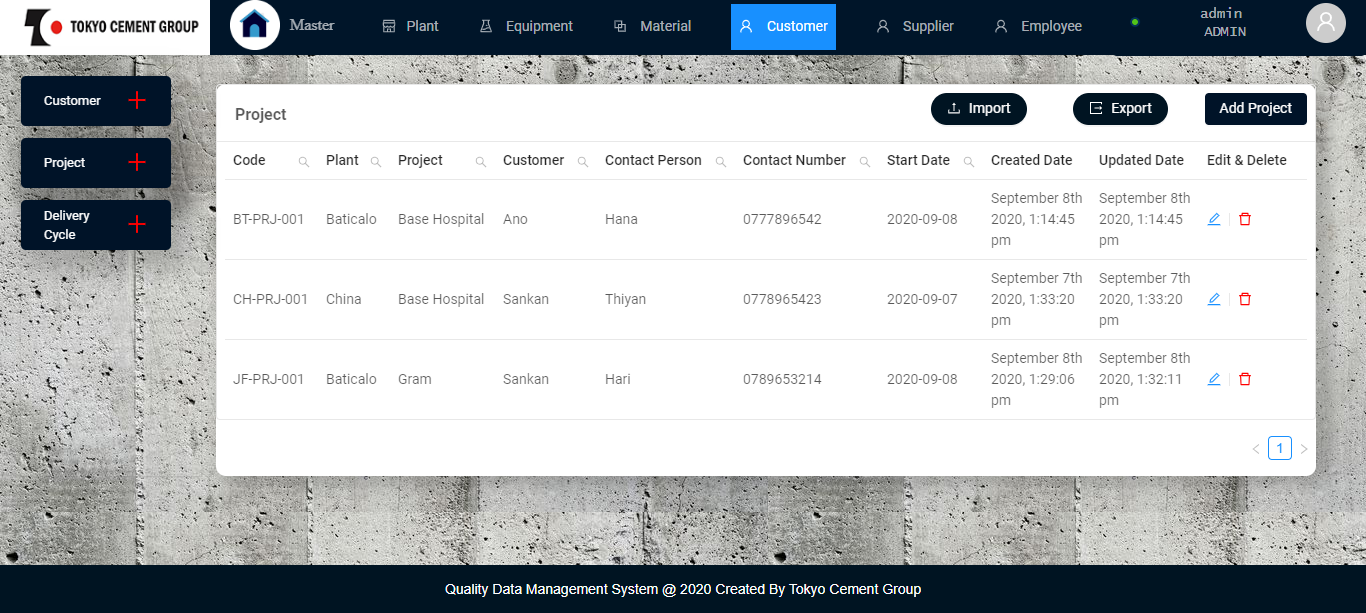 TOKYO CEMENT GROUP
Master
Plant
Equipment
Material
Customer
Supplier
Employee
admin
ADMIN
Customer
Project
Delivery
Cycle
Project
Import
Export
Add Project
Code Plant Project Customer Contact Person Contact Number Start Date Created Date Updated Date Edit & Delete
September 8th September 8th
BT-PRJ-001 Baticalo Base Hospital Ano Hana 0777896542 2020-09-08 2020, 1:14:45 2020, 1:14:45
pm pm
September 7th September 7th
CH-PRJ-001 China Base Hospital Sankan Thiyan 0778965423 2020-09-07 2020, 1:33:20 2020, 1:33:20
pm pm
September 8th September 8th
JF-PRJ-001 Baticalo Gram Sankan Hari 0789653214 2020-09-08 2020, 1:29:06 2020, 1:32:11
pm pm
< 1 >
Quality Data Management System @ 2020 Created By Tokyo Cement Group